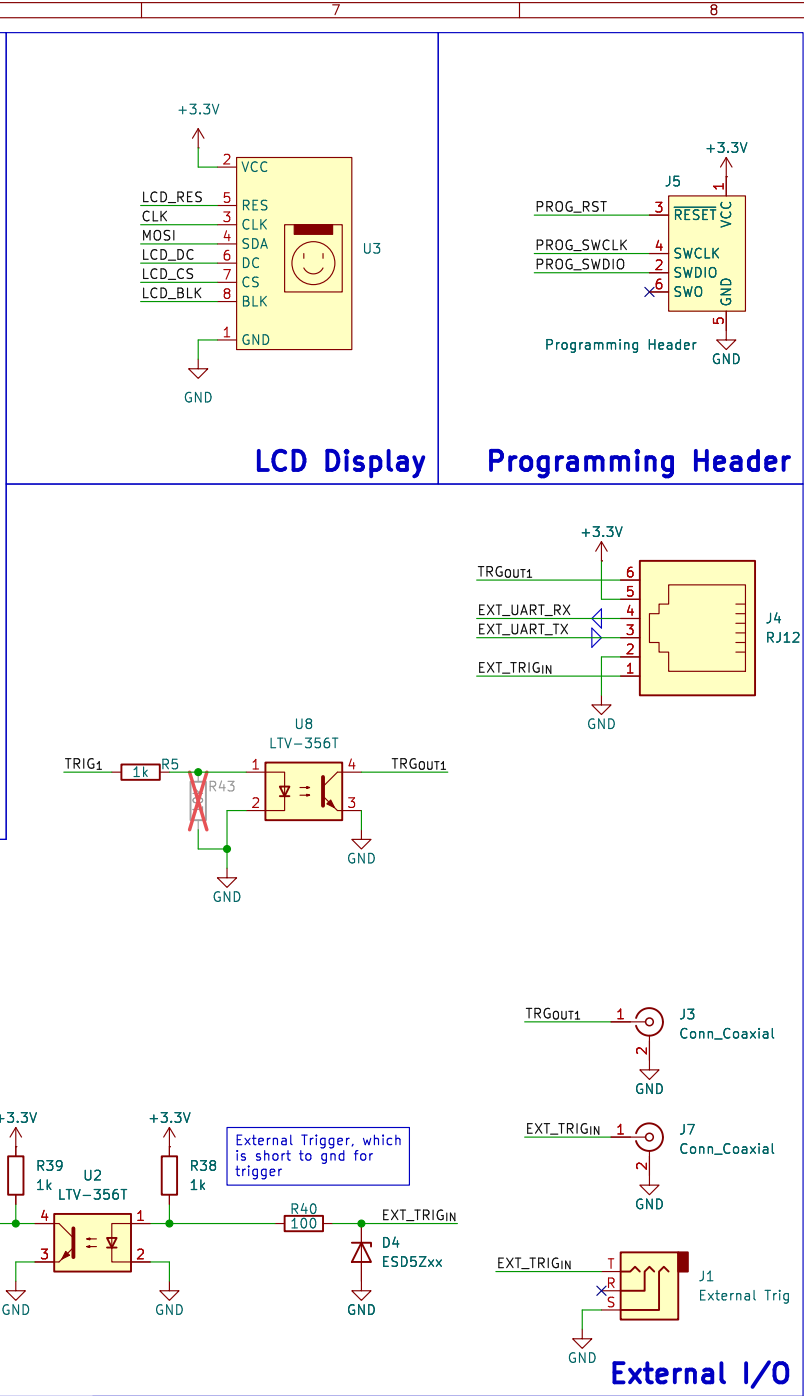 7
8
+3.3V
2
VCC
LCD_RES
5
RES
CLK
3
CLK
MOSI
4
SDA
LCD_DC
6
DC
LCD_CS
7
CS
LCD_BLK
8
BLK
1
GND
U3
GND
LCD Display
+3.3V
J5
1
VCC
PROG_RST
3
RESET
PROG_SWCLK
4
SWCLK
PROG_SWDIO
2
SWDIO
6
SWO
GND
5
Programming Header
GND
Programming Header
+3.3V
TRGOUT1
6
5
EXT_UART_RX
4
EXT_UART_TX
3
2
EXT_TRIGIN
1
J4
RJ12
GND
U8
LTV-356T
TRIG1
1k
R5
R43
1
2
4
3
TRGOUT1
GND
GND
TRGOUT1
1
2
J3
Conn_Coaxial
GND
EXT_TRIGIN
1
2
J7
Conn_Coaxial
GND
+3.3V
+3.3V
R39
1k
U2
LTV-356T
R38
1k
External Trigger, which
is short to gnd for
trigger
4
3
1
2
R40
100
EXT_TRIGIN
D4
ESD5Zxx
GND
GND
GND
EXT_TRIGIN
T
R
S
J1
External Trig
GND
External I/O